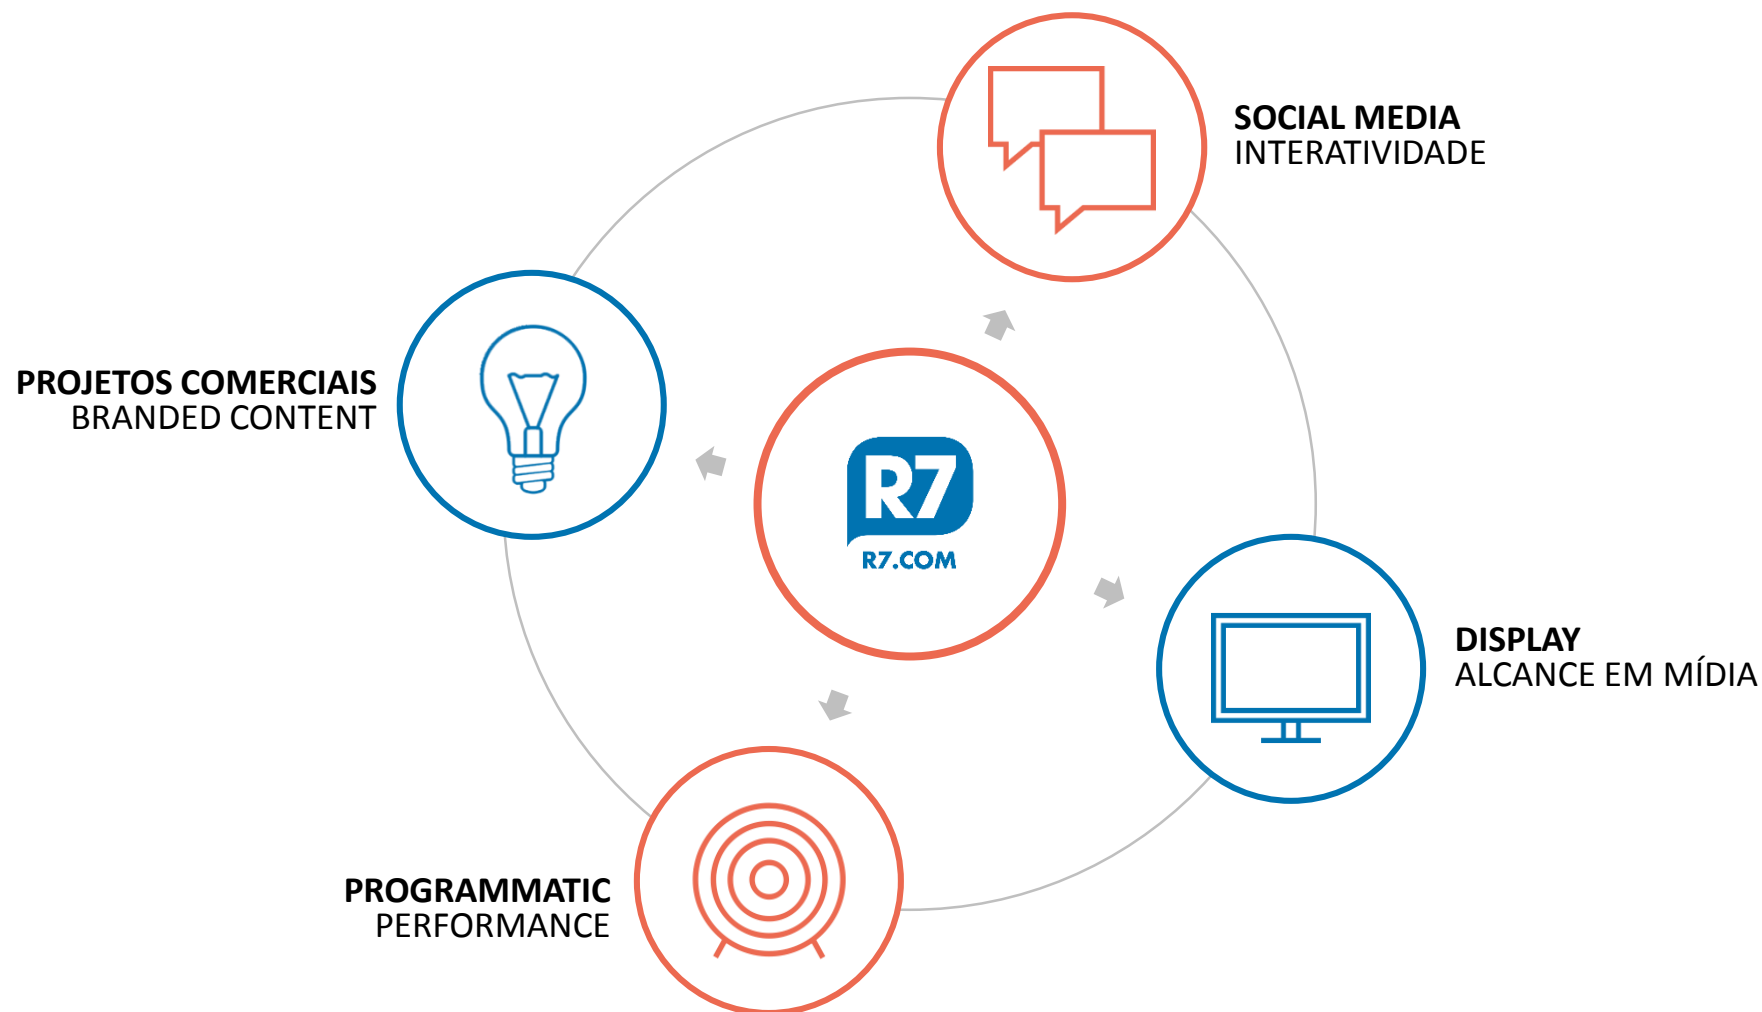 SOCIAL MEDIA
INTERATIVIDADE
PROJETOS COMERCIAIS
BRANDED CONTENT
R7
R7.COM
DISPLAY
ALCANCE EM MÍDIA
PROGRAMMATIC
PERFORMANCE